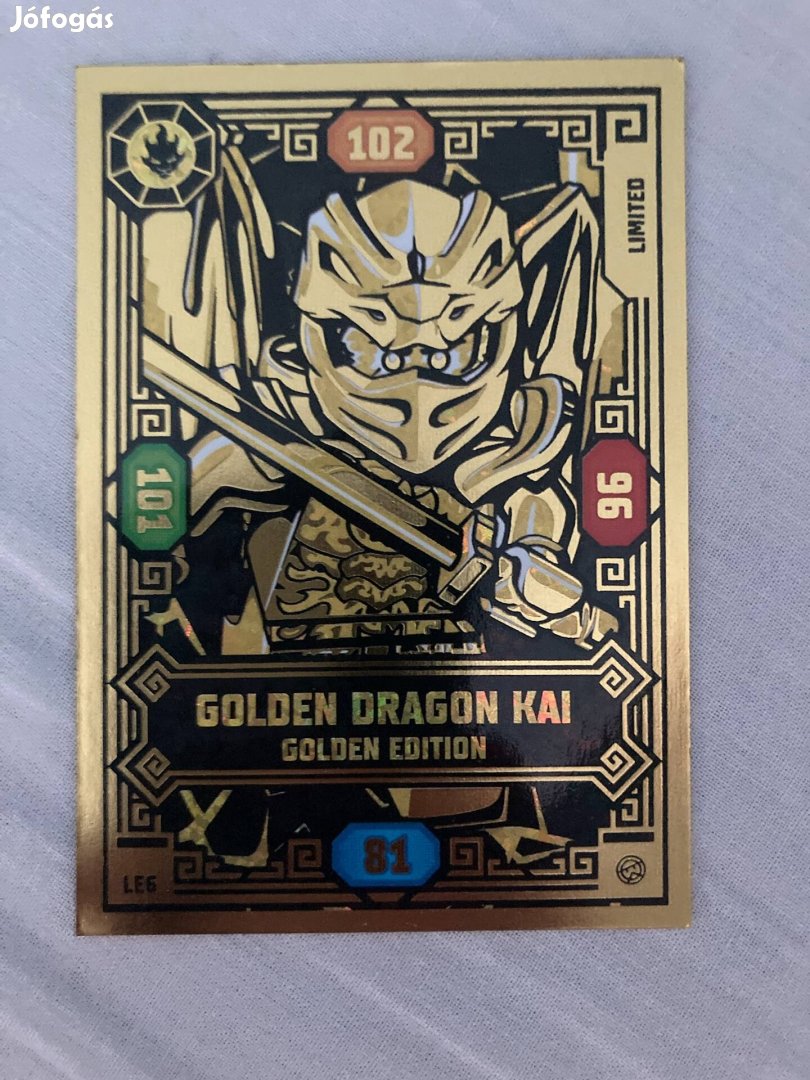 Jófogás
102
LIMITED
101
96
GOLDEN DRAGON KAI
GOLDEN EDITION
81
LE6